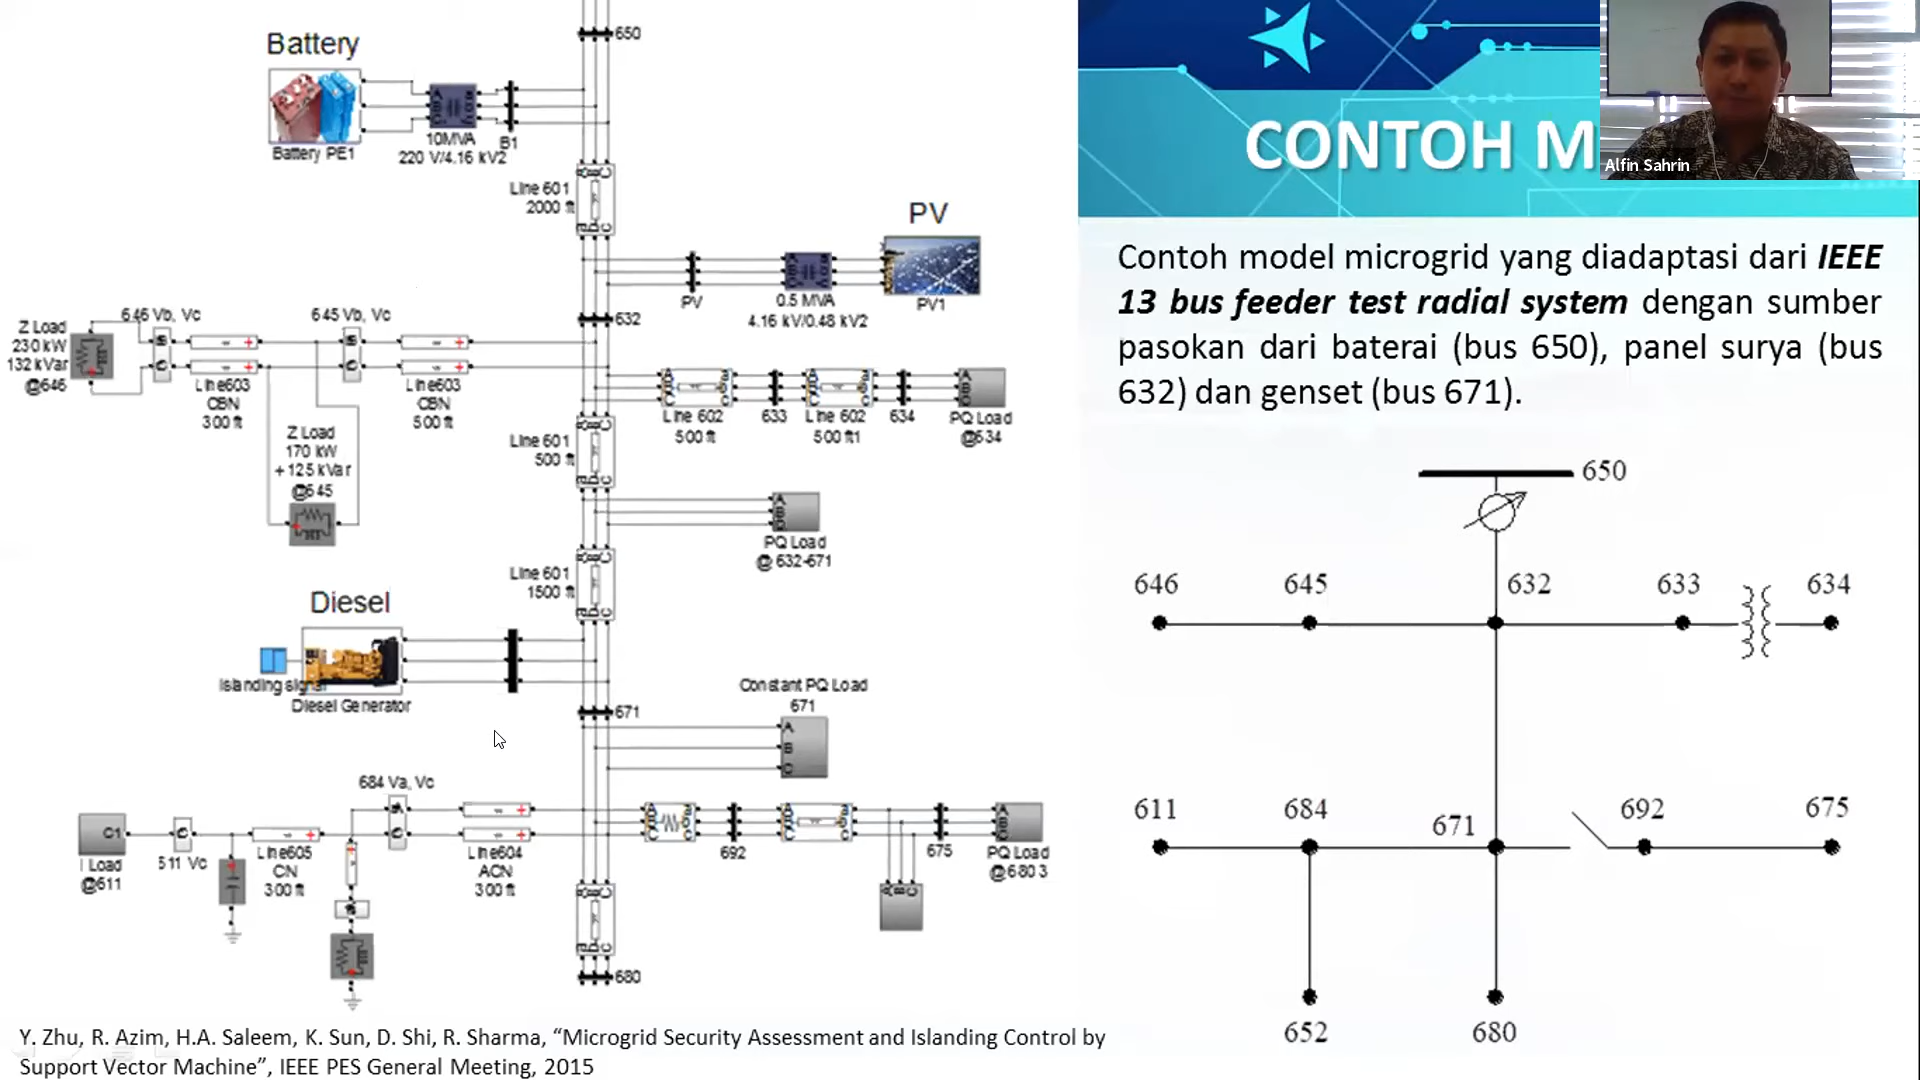 650
Battery
Battery PE1
10MVA
220 V/4.16 kV2
B1
Line 601
2000 ft
PV
PV
0.5 MVA
4.16 kV/0.48 kV2
PV1
632
646 Vb, Vc
645 Vb, Vc
Z Load
230 kW
132 kVar
@646
Line603
CBN
300 ft
Line603
CBN
500 ft
Z Load
170 kW
+ 125 kVar
@645
Line 602
500 ft
633
Line 602
500 ft1
634
PQ Load
@634
Line 601
500 ft
PQ Load
@ 632-671
Line 601
1500 ft
Diesel
Islanding signal
Diesel Generator
671
Constant PQ Load
671
A
B
C
684 Va, Vc
C1
I Load
@611
611 Vc
Line605
CN
300 ft
Line604
ACN
300 ft
692
675
PQ Load
@680 3
680
Y. Zhu, R. Azim, H.A. Saleem, K. Sun, D. Shi, R. Sharma, “Microgrid Security Assessment and Islanding Control by
Support Vector Machine”, IEEE PES General Meeting, 2015
CONTOH M
Alfin Sahrin
Contoh model microgrid yang diadaptasi dari IEEE
13 bus feeder test radial system dengan sumber
pasokan dari baterai (bus 650), panel surya (bus
632) dan genset (bus 671).
650
646 645 632 633 634
611 684 671 692 675
652 680